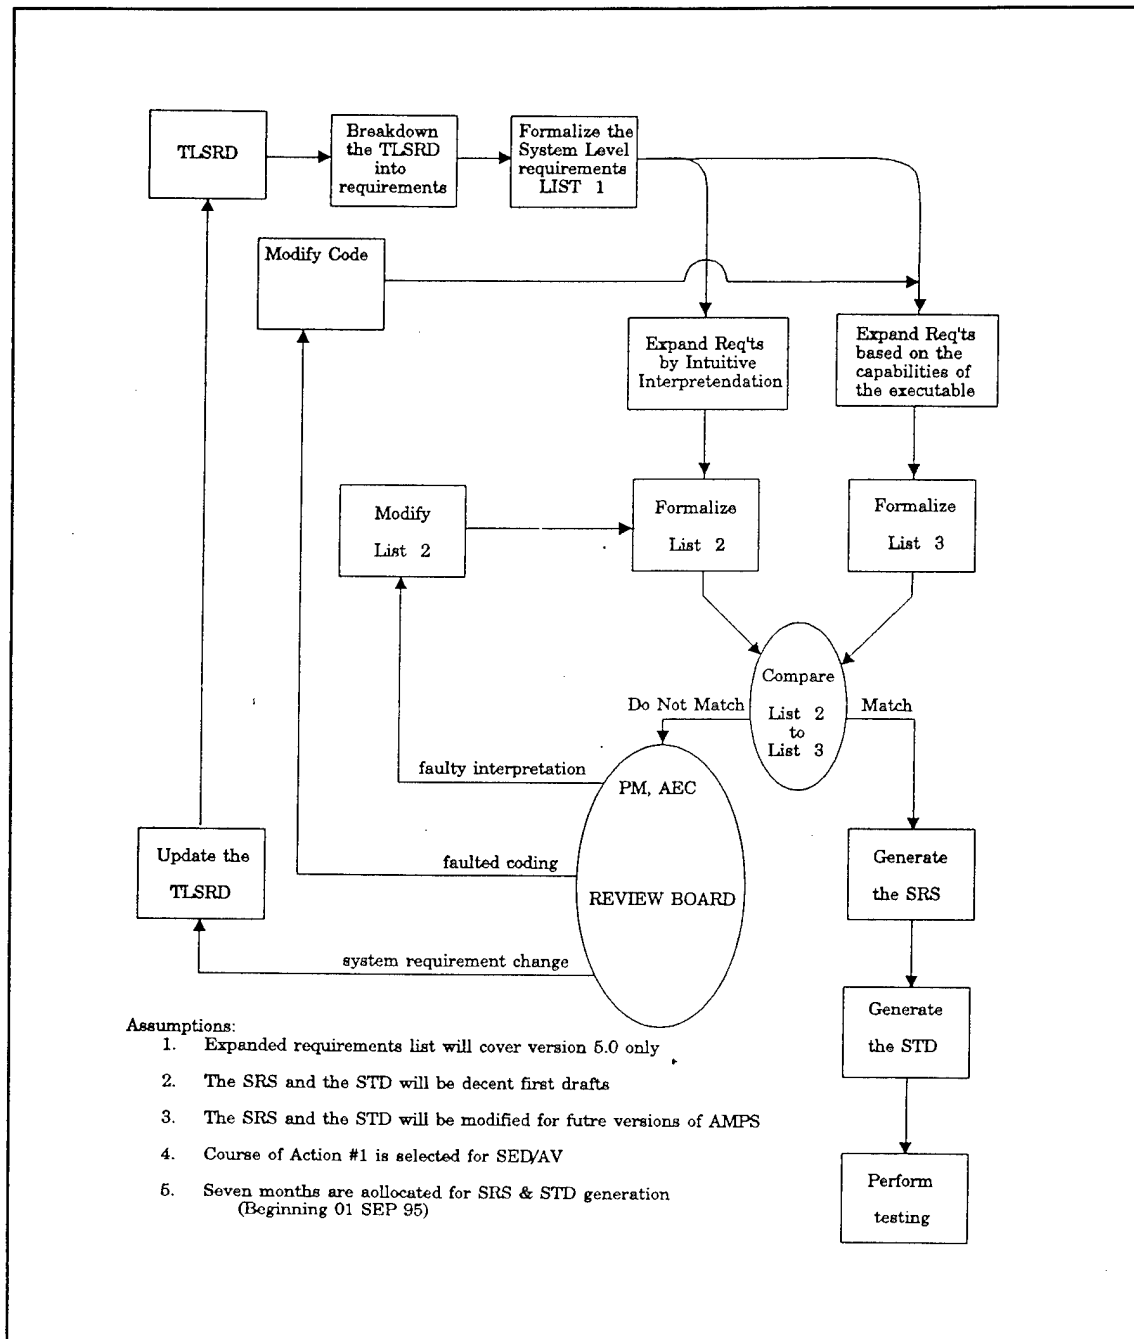 TLSRD
Breakdown
the TLSRD
into
requirements
Formalize the
System Level
requirements
LIST 1
Modify Code
Expand Req'ts
by Intuitive
Interpretendation
Expand Req'ts
based on the
capabilities of
the executable
Modify
List 2
Formalize
List 2
Formalize
List 3
Compare
List 2
to
List 3
Do Not Match
Match
faulty interpretation
PM, AEC
REVIEW BOARD
faulted coding
system requirement change
Update the
TLSRD
Generate
the SRS
Generate
the STD
Perform
testing
Assumptions:
1. Expanded requirements list will cover version 5.0 only
2. The SRS and the STD will be decent first drafts
3. The SRS and the STD will be modified for futre versions of AMPS
4. Course of Action #1 is selected for SED/AV
5. Seven months are aollocated for SRS & STD generation
(Beginning 01 SEP 95)